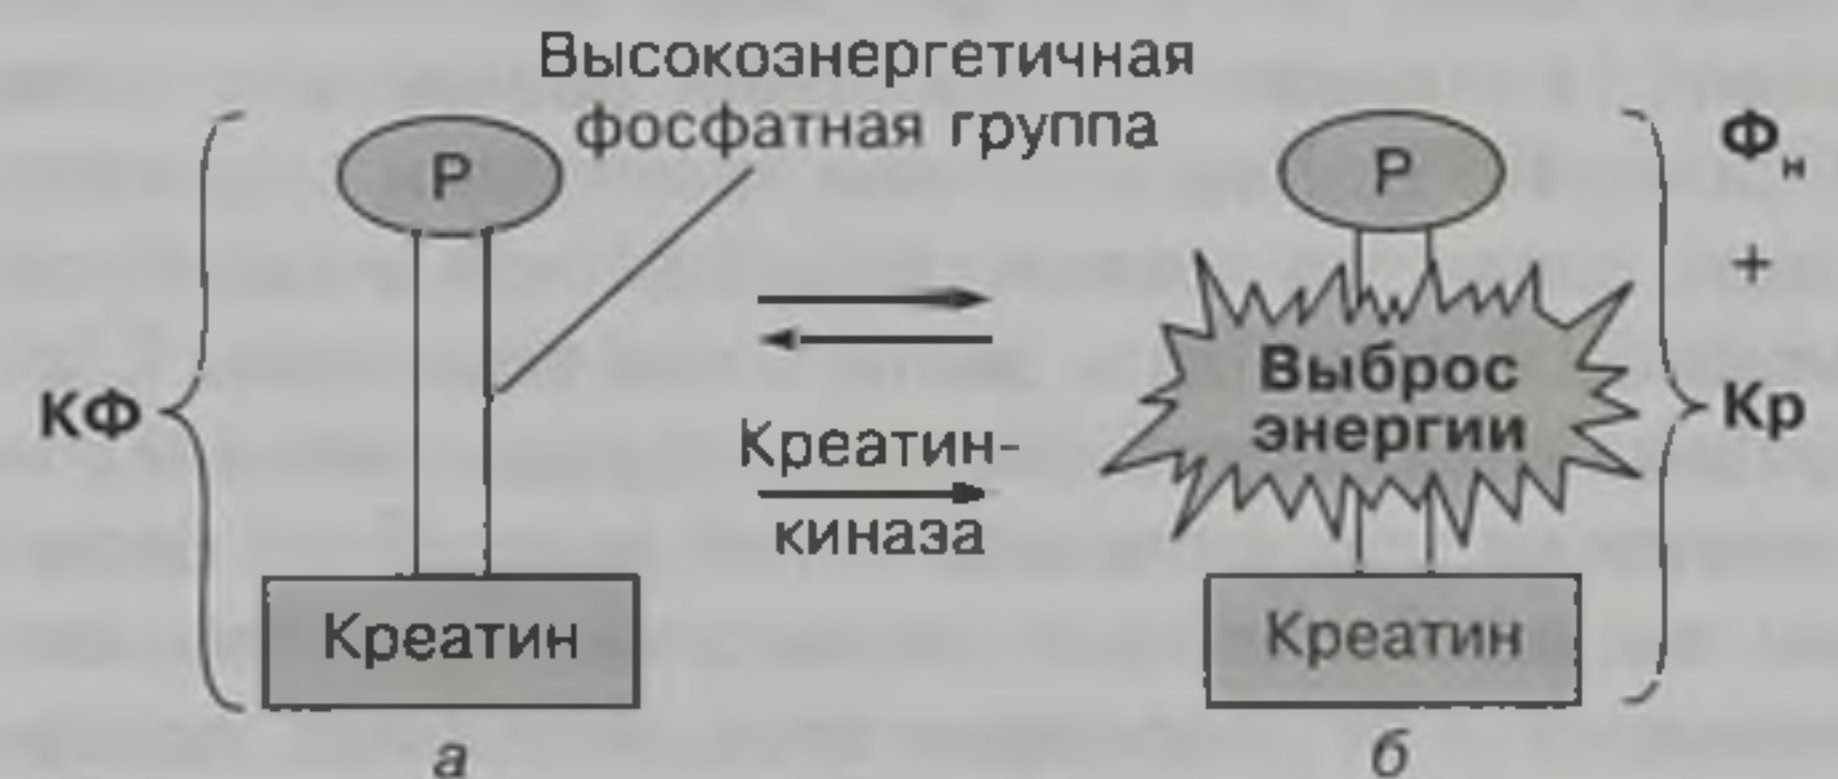 Высокоэнергетичная
фосфатная группа
Р
Р
Фн
+
КФ
Выброс
энергии
Кр
Креатин-
киназа
Креатин
Креатин
а
б